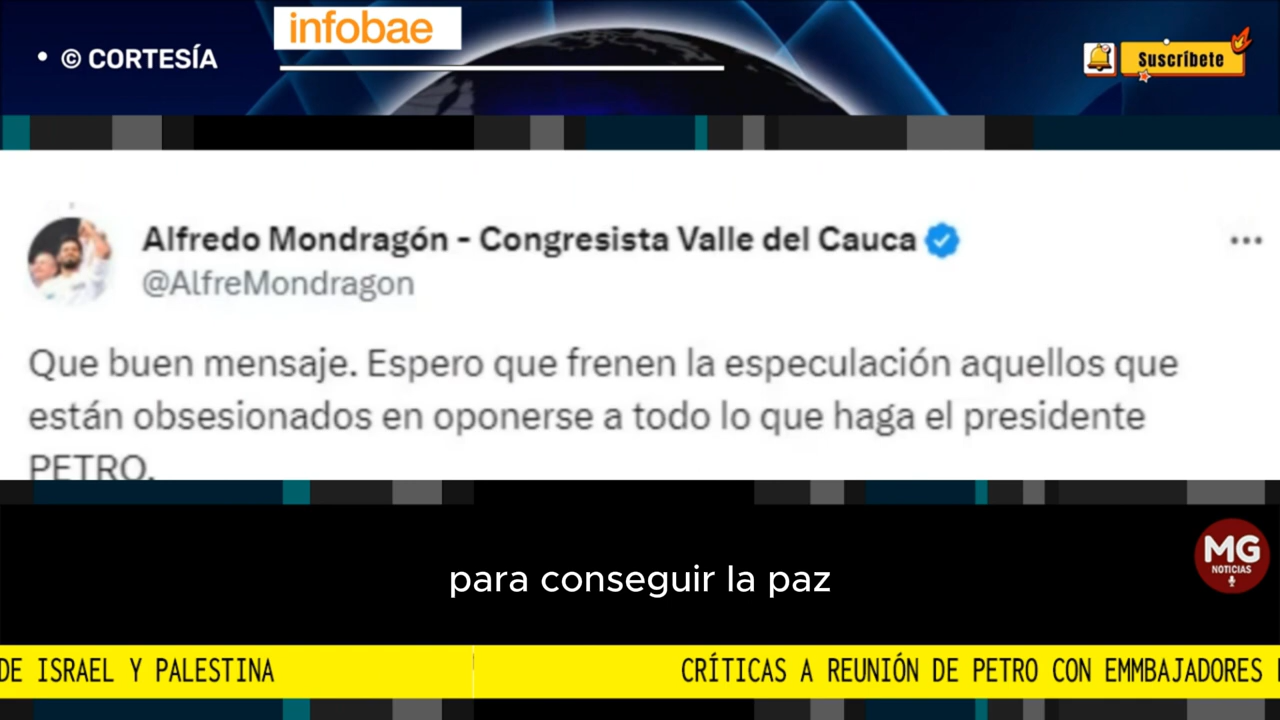 infobae
• © CORTESÍA
Suscríbete
Alfredo Mondragón - Congresista Valle del Cauca
@AlfreMondragon
Que buen mensaje. Espero que frenen la especulación aquellos que
están obsesionados en oponerse a todo lo que haga el presidente
PETRO.
MG
NOTICIAS
para conseguir la paz
DE ISRAEL Y PALESTINA
CRÍTICAS A REUNIÓN DE PETRO CON EMMBAJADORES